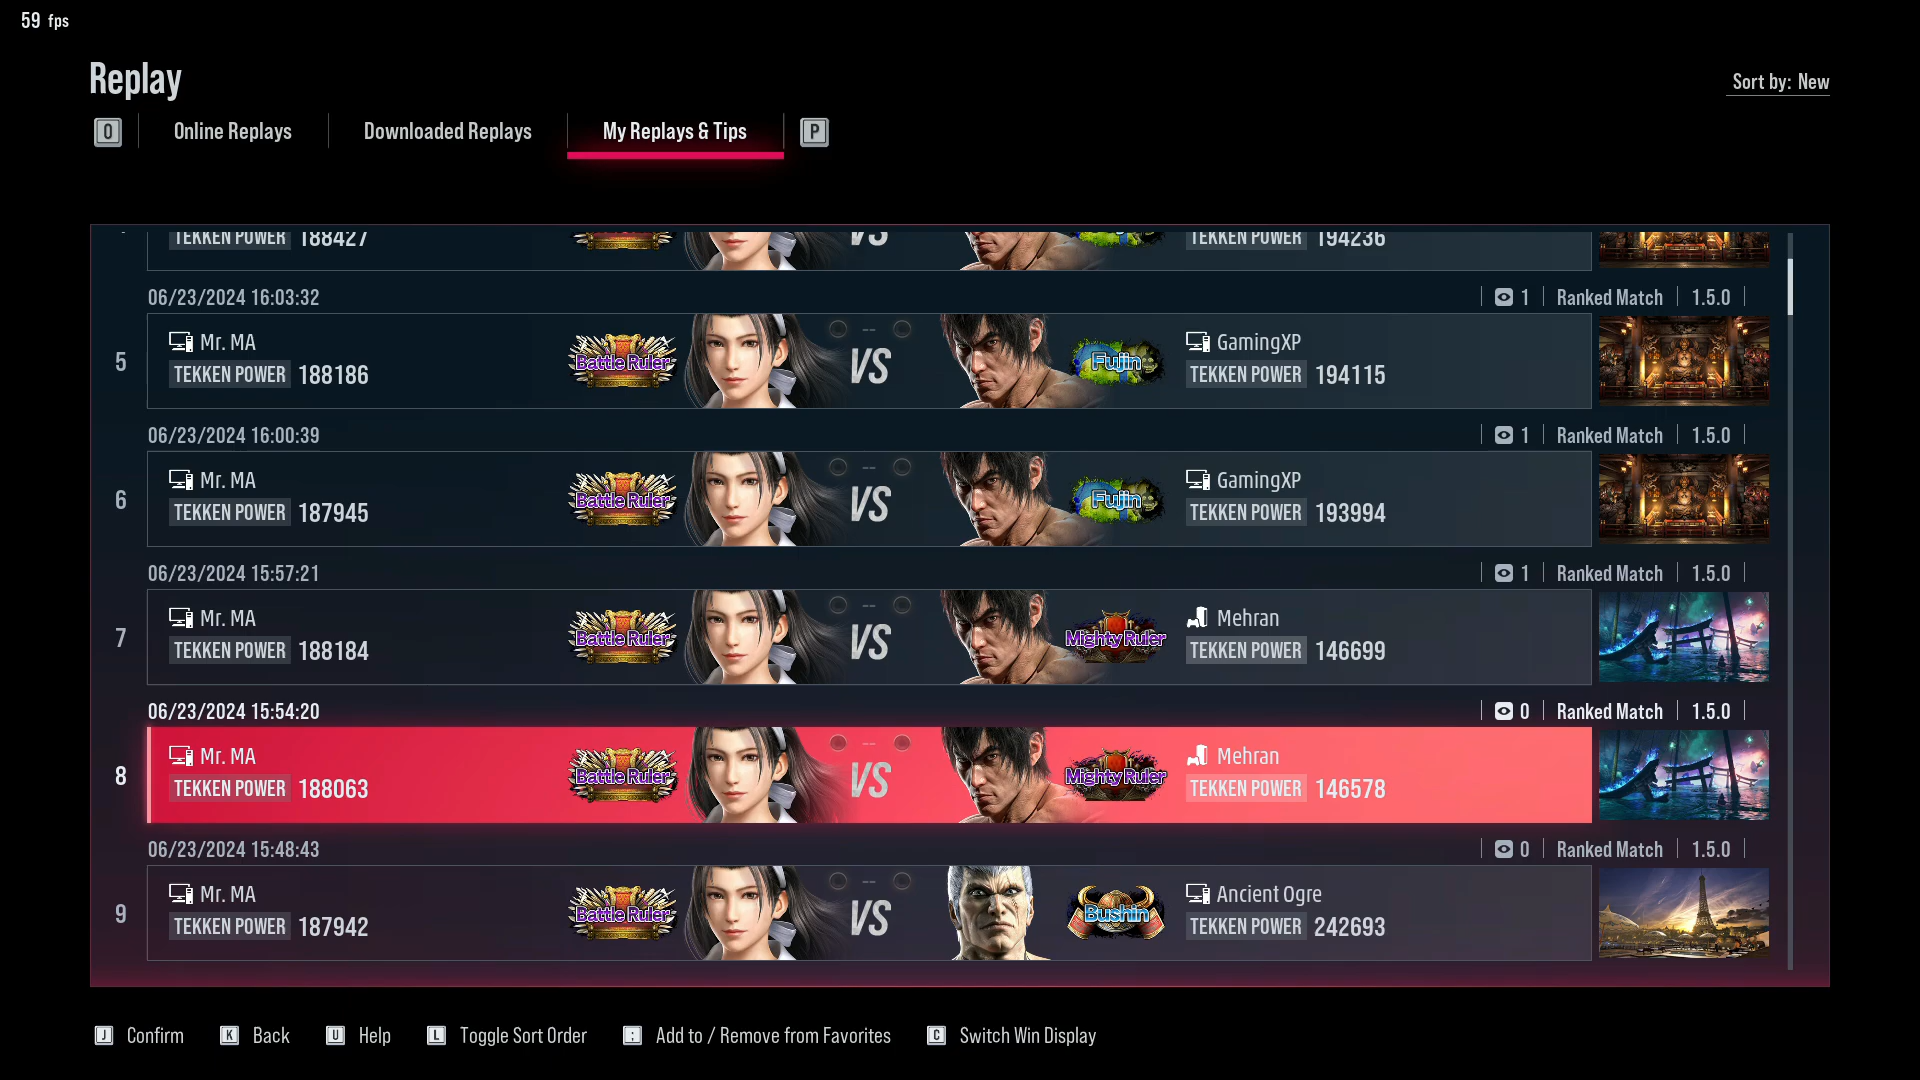 59 fps
Replay
Sort by: New
O Online Replays Downloaded Replays My Replays & Tips P
TEKKEN POWER 188427 VS TEKKEN POWER 194236
06/23/2024 16:03:32 1 Ranked Match 1.5.0
5 Mr. MA Battle Ruler -- VS Fujin GamingXP
TEKKEN POWER 188186 TEKKEN POWER 194115
06/23/2024 16:00:39 1 Ranked Match 1.5.0
6 Mr. MA Battle Ruler -- VS Fujin GamingXP
TEKKEN POWER 187945 TEKKEN POWER 193994
06/23/2024 15:57:21 1 Ranked Match 1.5.0
7 Mr. MA Battle Ruler -- VS Mighty Ruler Mehran
TEKKEN POWER 188184 TEKKEN POWER 146699
06/23/2024 15:54:20 0 Ranked Match 1.5.0
8 Mr. MA Battle Ruler -- VS Mighty Ruler Mehran
TEKKEN POWER 188063 TEKKEN POWER 146578
06/23/2024 15:48:43 0 Ranked Match 1.5.0
9 Mr. MA Battle Ruler -- VS Bushin Ancient Ogre
TEKKEN POWER 187942 TEKKEN POWER 242693
J Confirm K Back U Help L Toggle Sort Order ; Add to / Remove from Favorites C Switch Win Display